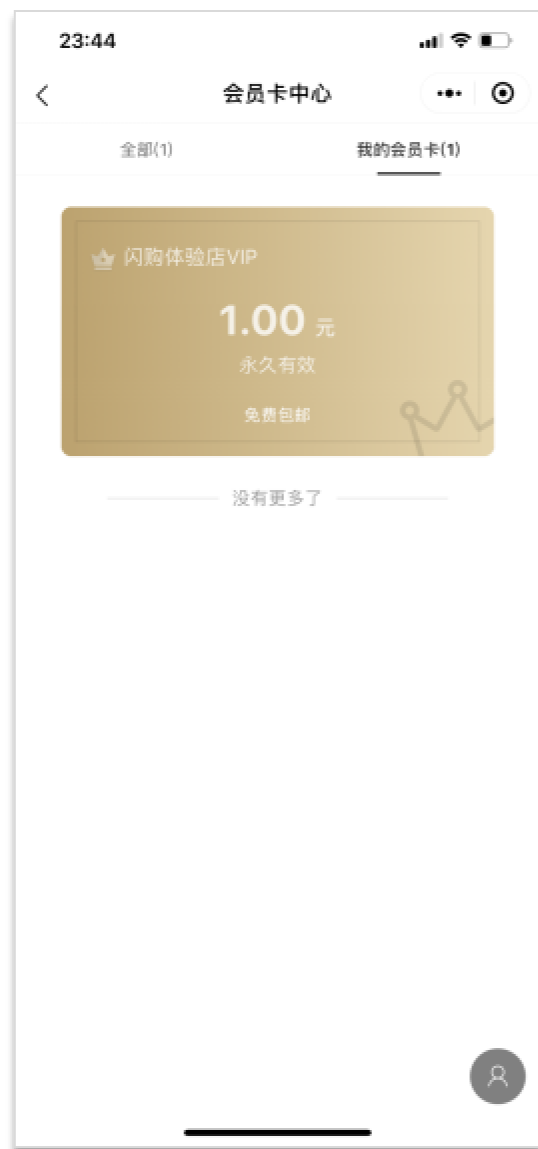 23:44
会员卡中心
全部(1)
我的会员卡(1)
闪购体验店VIP
1.00 元
永久有效
免费包邮
没有更多了